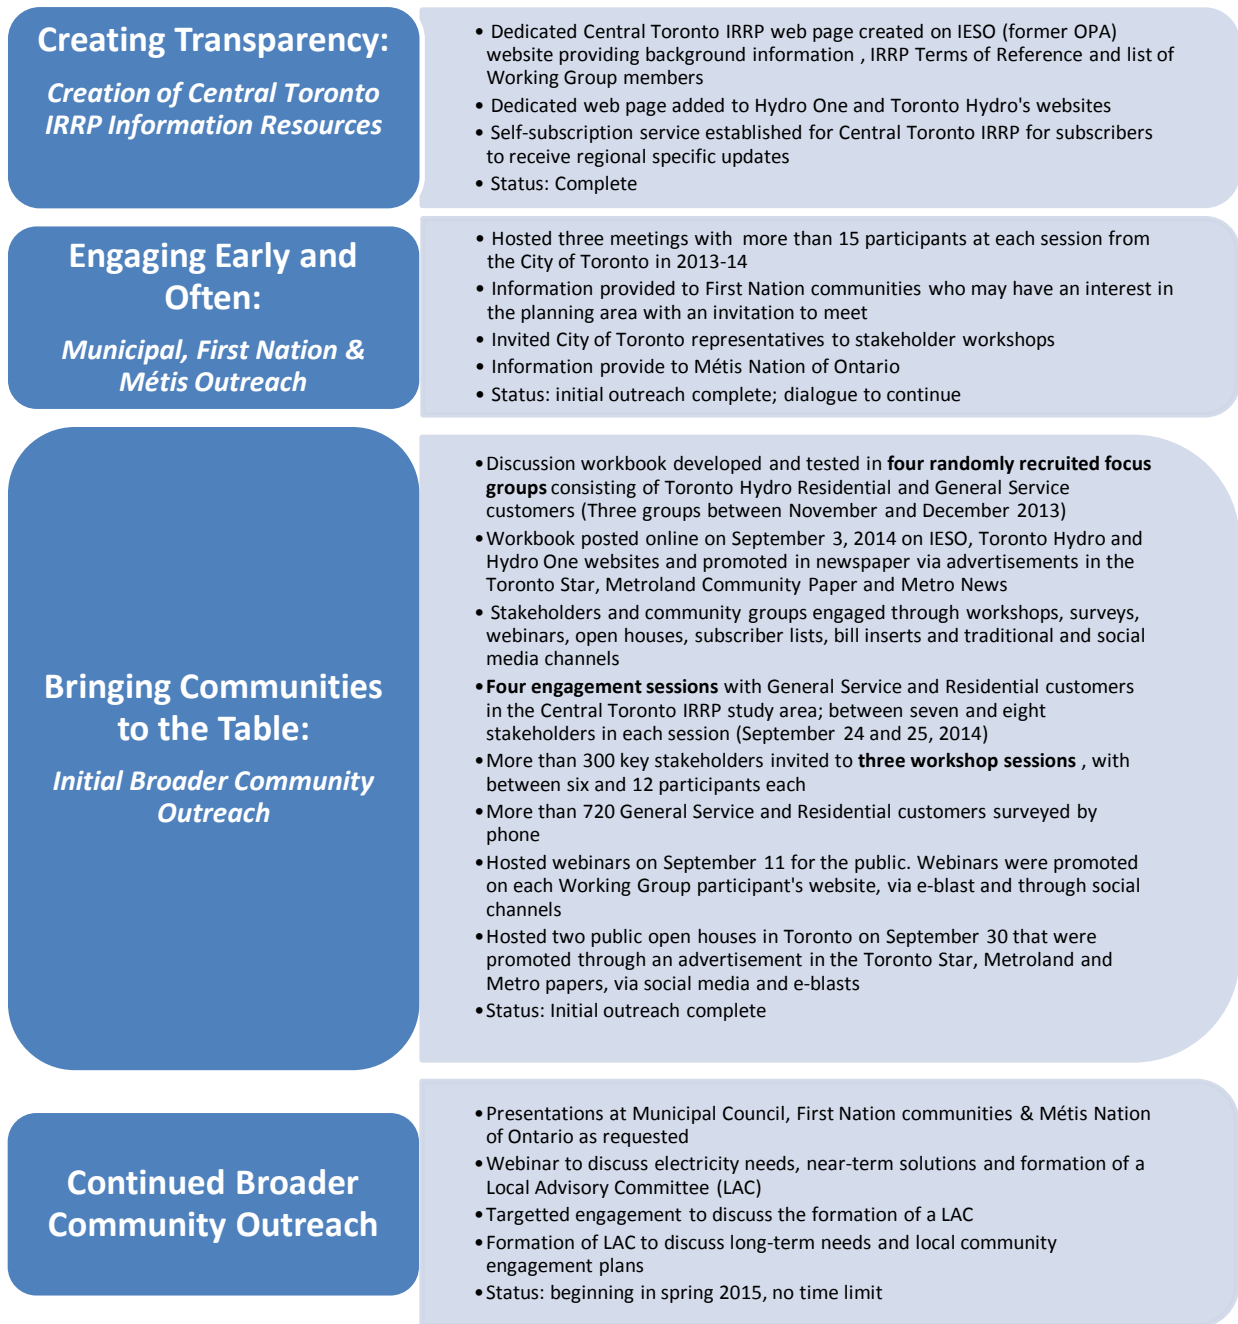 Creating Transparency:
Creation of Central Toronto
IRRP Information Resources
• Dedicated Central Toronto IRRP web page created on IESO (former OPA)
website providing background information , IRRP Terms of Reference and list of
Working Group members
• Dedicated web page added to Hydro One and Toronto Hydro's websites
• Self-subscription service established for Central Toronto IRRP for subscribers
to receive regional specific updates
• Status: Complete
Engaging Early and
Often:
Municipal, First Nation &
Métis Outreach
• Hosted three meetings with more than 15 participants at each session from
the City of Toronto in 2013-14
• Information provided to First Nation communities who may have an interest in
the planning area with an invitation to meet
• Invited City of Toronto representatives to stakeholder workshops
• Information provide to Métis Nation of Ontario
• Status: initial outreach complete; dialogue to continue
Bringing Communities
to the Table:
Initial Broader Community
Outreach
•Discussion workbook developed and tested in four randomly recruited focus
groups consisting of Toronto Hydro Residential and General Service
customers (Three groups between November and December 2013)
•Workbook posted online on September 3, 2014 on IESO, Toronto Hydro and
Hydro One websites and promoted in newspaper via advertisements in the
Toronto Star, Metroland Community Paper and Metro News
• Stakeholders and community groups engaged through workshops, surveys,
webinars, open houses, subscriber lists, bill inserts and traditional and social
media channels
•Four engagement sessions with General Service and Residential customers
in the Central Toronto IRRP study area; between seven and eight
stakeholders in each session (September 24 and 25, 2014)
•More than 300 key stakeholders invited to three workshop sessions , with
between six and 12 participants each
•More than 720 General Service and Residential customers surveyed by
phone
•Hosted webinars on September 11 for the public. Webinars were promoted
on each Working Group participant's website, via e-blast and through social
channels
•Hosted two public open houses in Toronto on September 30 that were
promoted through an advertisement in the Toronto Star, Metroland and
Metro papers, via social media and e-blasts
•Status: Initial outreach complete
Continued Broader
Community Outreach
•Presentations at Municipal Council, First Nation communities & Métis Nation
of Ontario as requested
•Webinar to discuss electricity needs, near-term solutions and formation of a
Local Advisory Committee (LAC)
•Targetted engagement to discuss the formation of a LAC
•Formation of LAC to discuss long-term needs and local community
engagement plans
•Status: beginning in spring 2015, no time limit